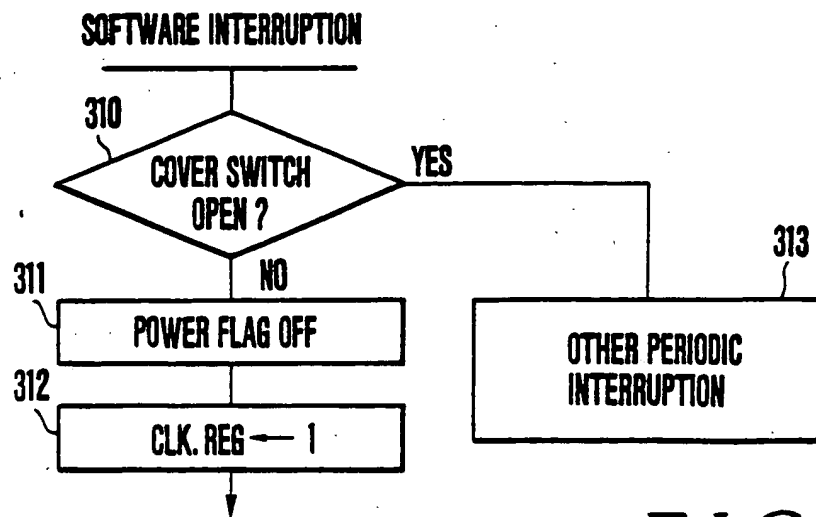 SOFTWARE INTERRUPTION
310
COVER SWITCH
OPEN ?
YES
NO
311
POWER FLAG OFF
313
OTHER PERIODIC
INTERRUPTION
312
CLK. REG ← 1